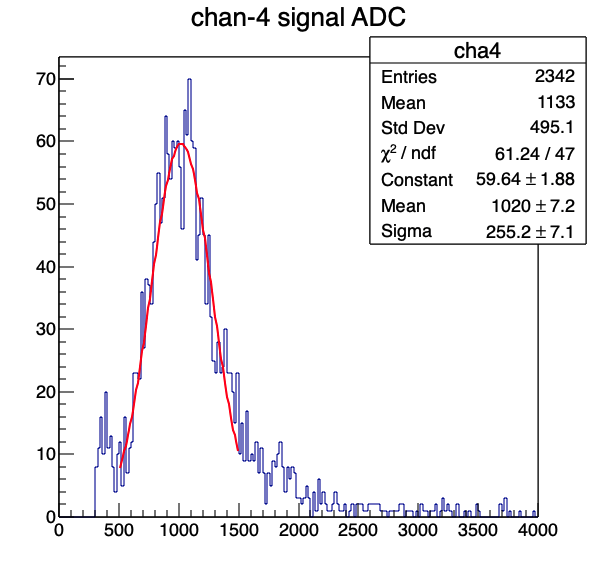 chan-4 signal ADC
cha4
Entries 2342
Mean 1133
Std Dev 495.1
χ² / ndf 61.24 / 47
Constant 59.64 ± 1.88
Mean 1020 ± 7.2
Sigma 255.2 ± 7.1
70
60
50
40
30
20
10
0
0 500 1000 1500 2000 2500 3000 3500 4000